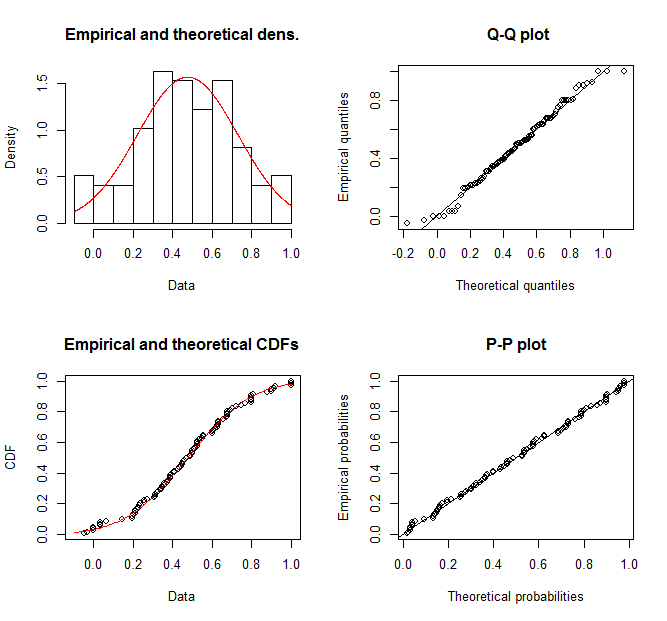 Empirical and theoretical dens.
Density
0.0 0.5 1.0 1.5
0.0 0.2 0.4 0.6 0.8 1.0
Data
Q-Q plot
Empirical quantiles
0.0 0.4 0.8
-0.2 0.0 0.2 0.4 0.6 0.8 1.0
Theoretical quantiles
Empirical and theoretical CDFs
CDF
0.0 0.2 0.4 0.6 0.8 1.0
0.0 0.2 0.4 0.6 0.8 1.0
Data
P-P plot
Empirical probabilities
0.0 0.2 0.4 0.6 0.8 1.0
0.0 0.2 0.4 0.6 0.8 1.0
Theoretical probabilities